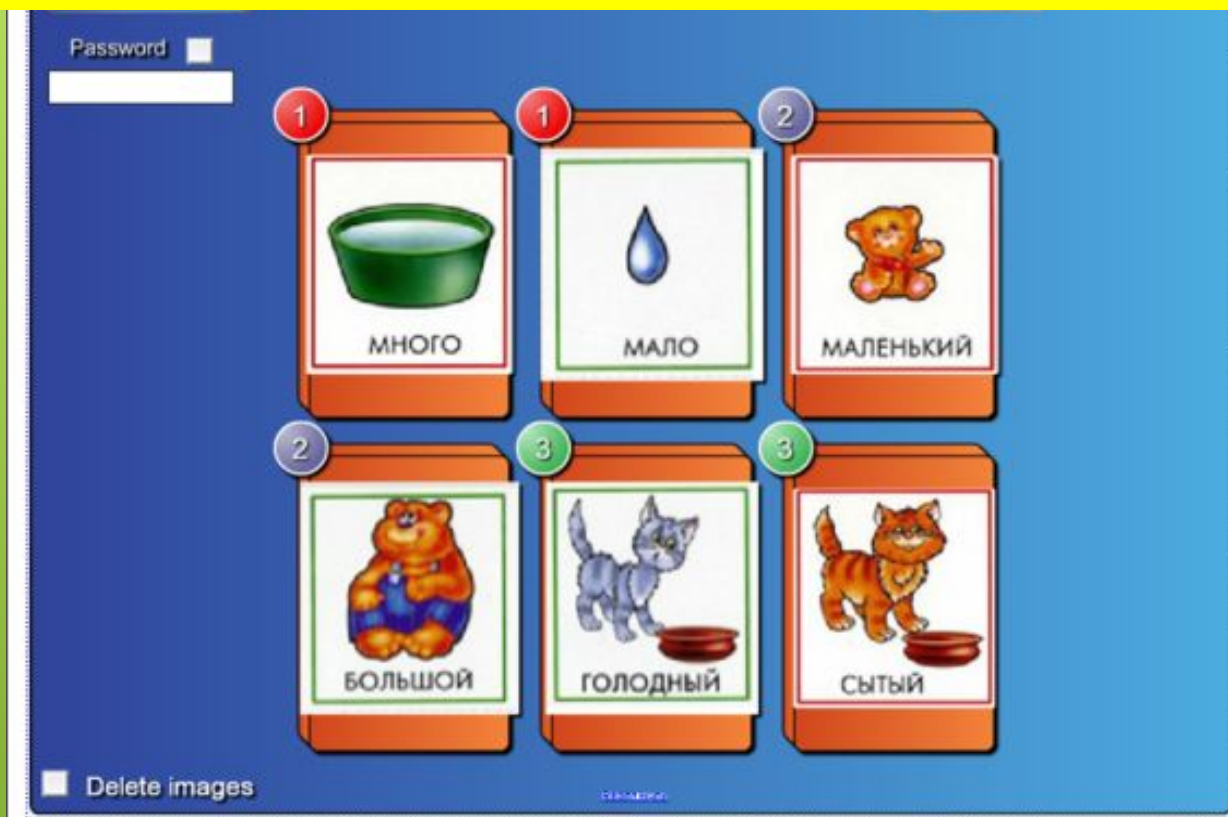 Password
1
1
2
МНОГО
МАЛО
МАЛЕНЬКИЙ
2
3
3
БОЛЬШОЙ
ГОЛОДНЫЙ
СЫТЫЙ
Delete images